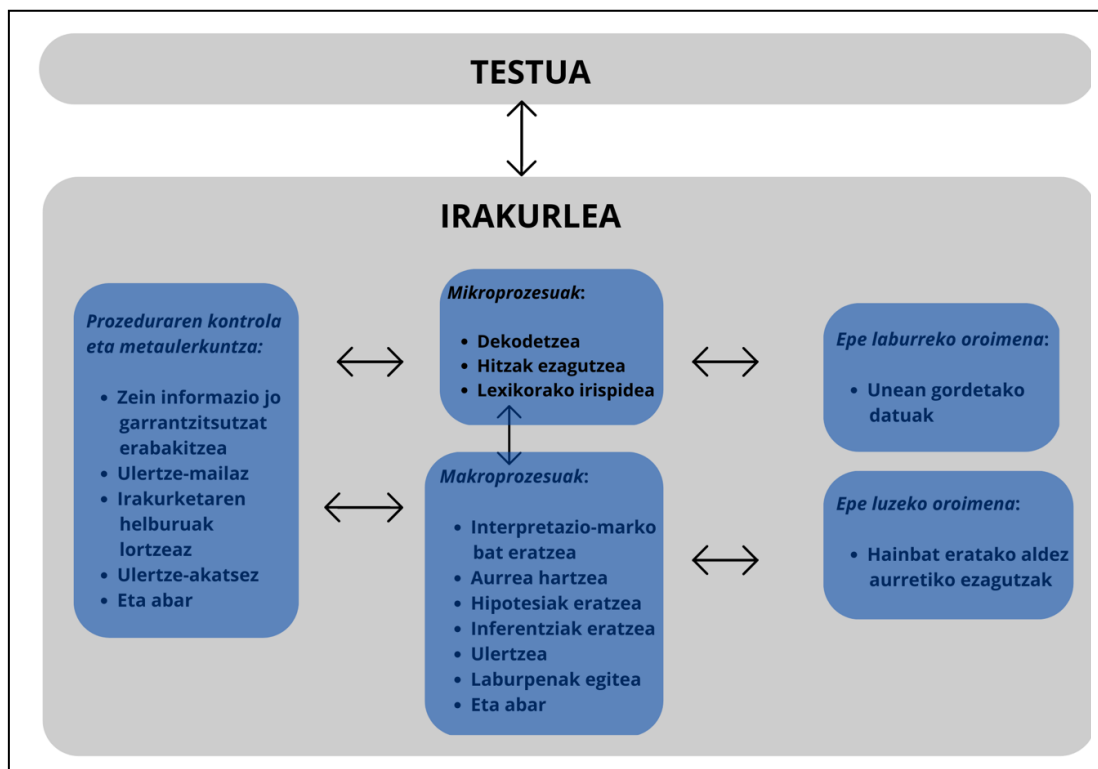 TESTUA
IRAKURLEA
Prozeduraren kontrola
eta metaulerkuntza:
• Zein informazio jo
garrantzitsutzat
erabakitzea
• Ulertze-mailaz
• Irakurketaren
helburuak
lortzeaz
• Ulertze-akatsez
• Eta abar
Mikroprozesuak:
• Dekodetzea
• Hitzak ezagutzea
• Lexikorako irispidea
Makroprozesuak:
• Interpretazio-marko
bat eratzea
• Aurrea hartzea
• Hipotesiak eratzea
• Inferentziak eratzea
• Ulertzea
• Laburpenak egitea
• Eta abar
Epe laburreko oroimena:
• Unean gordetako
datuak
Epe luzeko oroimena:
• Hainbat eratako aldez
aurretiko ezagutzak